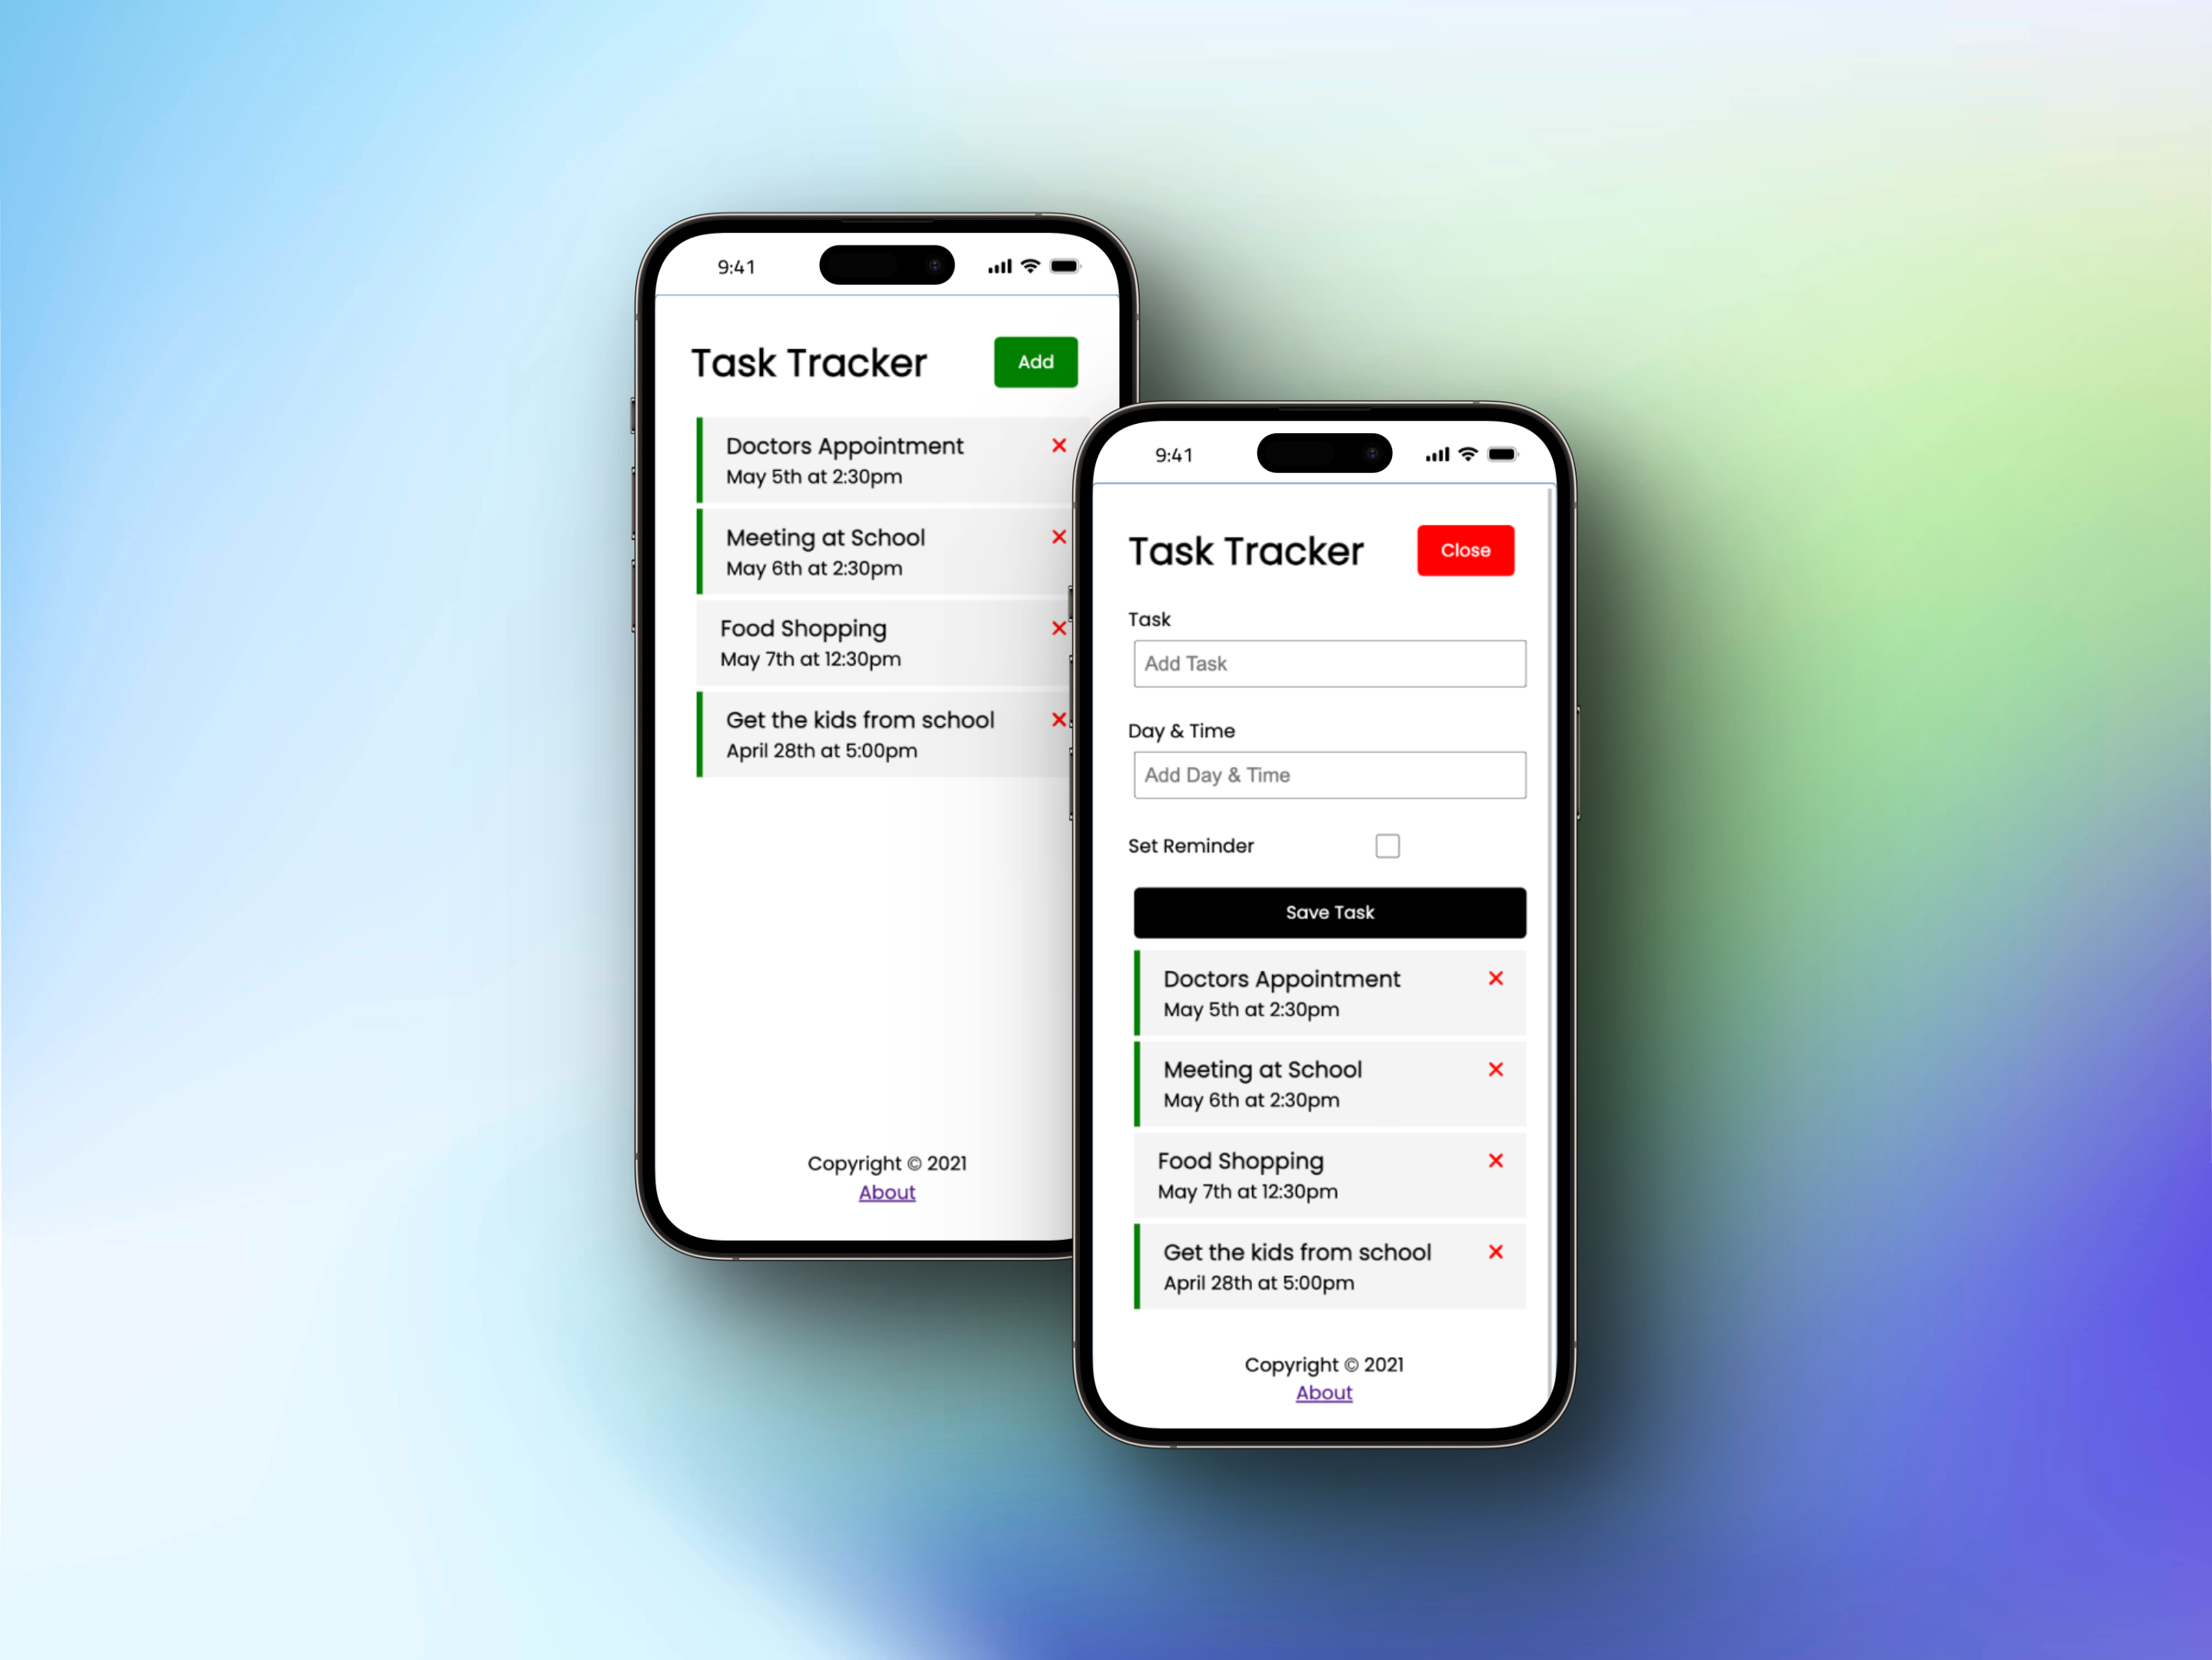 9:41
Task Tracker
Add
Doctors Appointment
May 5th at 2:30pm
Meeting at School
May 6th at 2:30pm
Food Shopping
May 7th at 12:30pm
Get the kids from school
April 28th at 5:00pm
Copyright © 2021
About
9:41
Task Tracker
Close
Task
Add Task
Day & Time
Add Day & Time
Set Reminder
Save Task
Doctors Appointment
May 5th at 2:30pm
Meeting at School
May 6th at 2:30pm
Food Shopping
May 7th at 12:30pm
Get the kids from school
April 28th at 5:00pm
Copyright © 2021
About